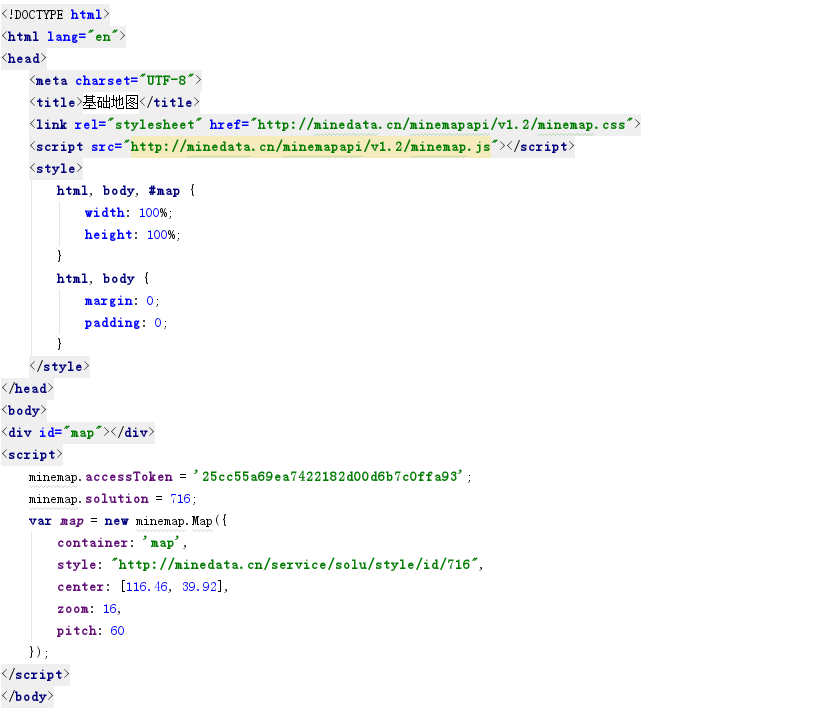 <!DOCTYPE html>
<html lang="en">
<head>
    <meta charset="UTF-8">
    <title>基础地图</title>
    <link rel="stylesheet" href="http://minedata.cn/minemapapi/v1.2/minemap.css">
    <script src="http://minedata.cn/minemapapi/v1.2/minemap.js"></script>
    <style>
        html, body, #map {
            width: 100%;
            height: 100%;
        }
        html, body {
            margin: 0;
            padding: 0;
        }
    </style>
</head>
<body>
<div id="map"></div>
<script>
    minemap.accessToken = '25cc55a69ea7422182d00d6b7c0ffa93';
    minemap.solution = 716;
    var map = new minemap.Map({
        container: 'map',
        style: "http://minedata.cn/service/solu/style/id/716",
        center: [116.46, 39.92],
        zoom: 16,
        pitch: 60
    });
</script>
</body>